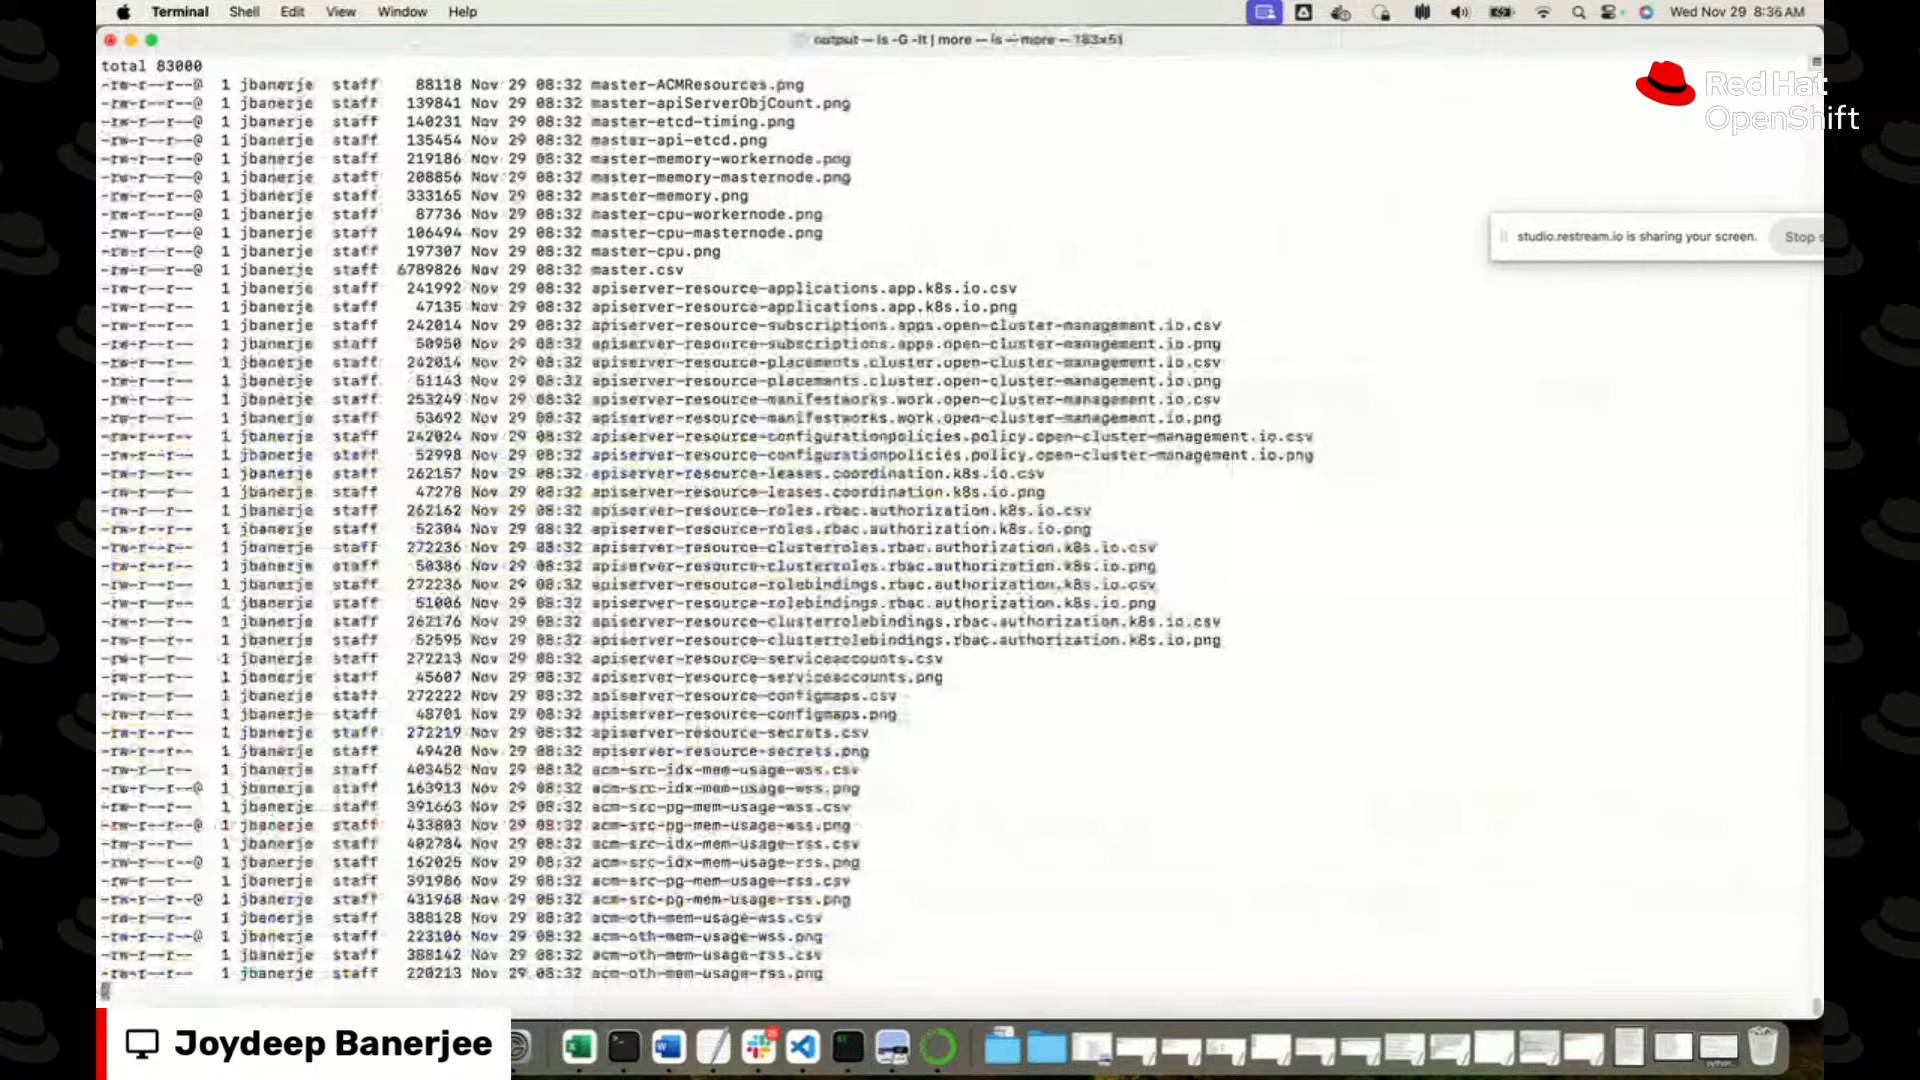 Terminal Shell Edit View Window Help Wed Nov 29 8:36 AM
output — ls -G -lt | more — ls — more — 183×51
total 83000
-rw-r--r--@ 1 jbanerje staff 88118 Nov 29 08:32 master-ACMResources.png
-rw-r--r--@ 1 jbanerje staff 139841 Nov 29 08:32 master-apiServerObjCount.png
-rw-r--r--@ 1 jbanerje staff 140231 Nov 29 08:32 master-etcd-timing.png
-rw-r--r--@ 1 jbanerje staff 135454 Nov 29 08:32 master-api-etcd.png
-rw-r--r--@ 1 jbanerje staff 219186 Nov 29 08:32 master-memory-workernode.png
-rw-r--r--@ 1 jbanerje staff 208856 Nov 29 08:32 master-memory-masternode.png
-rw-r--r--@ 1 jbanerje staff 333165 Nov 29 08:32 master-memory.png
-rw-r--r--@ 1 jbanerje staff 87736 Nov 29 08:32 master-cpu-workernode.png
-rw-r--r--@ 1 jbanerje staff 106494 Nov 29 08:32 master-cpu-masternode.png
-rw-r--r--@ 1 jbanerje staff 197307 Nov 29 08:32 master-cpu.png
-rw-r--r--@ 1 jbanerje staff 6789826 Nov 29 08:32 master.csv
-rw-r--r-- 1 jbanerje staff 241992 Nov 29 08:32 apiserver-resource-applications.app.k8s.io.csv
-rw-r--r-- 1 jbanerje staff 47135 Nov 29 08:32 apiserver-resource-applications.app.k8s.io.png
-rw-r--r-- 1 jbanerje staff 242014 Nov 29 08:32 apiserver-resource-subscriptions.apps.open-cluster-management.io.csv
-rw-r--r-- 1 jbanerje staff 50950 Nov 29 08:32 apiserver-resource-subscriptions.apps.open-cluster-management.io.png
-rw-r--r-- 1 jbanerje staff 242014 Nov 29 08:32 apiserver-resource-placements.cluster.open-cluster-management.io.csv
-rw-r--r-- 1 jbanerje staff 51143 Nov 29 08:32 apiserver-resource-placements.cluster.open-cluster-management.io.png
-rw-r--r-- 1 jbanerje staff 253249 Nov 29 08:32 apiserver-resource-manifestworks.work.open-cluster-management.io.csv
-rw-r--r-- 1 jbanerje staff 53692 Nov 29 08:32 apiserver-resource-manifestworks.work.open-cluster-management.io.png
-rw-r--r-- 1 jbanerje staff 242024 Nov 29 08:32 apiserver-resource-configurationpolicies.policy.open-cluster-management.io.csv
-rw-r--r-- 1 jbanerje staff 52998 Nov 29 08:32 apiserver-resource-configurationpolicies.policy.open-cluster-management.io.png
-rw-r--r-- 1 jbanerje staff 262157 Nov 29 08:32 apiserver-resource-leases.coordination.k8s.io.csv
-rw-r--r-- 1 jbanerje staff 47278 Nov 29 08:32 apiserver-resource-leases.coordination.k8s.io.png
-rw-r--r-- 1 jbanerje staff 262162 Nov 29 08:32 apiserver-resource-roles.rbac.authorization.k8s.io.csv
-rw-r--r-- 1 jbanerje staff 52304 Nov 29 08:32 apiserver-resource-roles.rbac.authorization.k8s.io.png
-rw-r--r-- 1 jbanerje staff 272236 Nov 29 08:32 apiserver-resource-clusterroles.rbac.authorization.k8s.io.csv
-rw-r--r-- 1 jbanerje staff 50386 Nov 29 08:32 apiserver-resource-clusterroles.rbac.authorization.k8s.io.png
-rw-r--r-- 1 jbanerje staff 272236 Nov 29 08:32 apiserver-resource-rolebindings.rbac.authorization.k8s.io.csv
-rw-r--r-- 1 jbanerje staff 51006 Nov 29 08:32 apiserver-resource-rolebindings.rbac.authorization.k8s.io.png
-rw-r--r-- 1 jbanerje staff 262176 Nov 29 08:32 apiserver-resource-clusterrolebindings.rbac.authorization.k8s.io.csv
-rw-r--r-- 1 jbanerje staff 52595 Nov 29 08:32 apiserver-resource-clusterrolebindings.rbac.authorization.k8s.io.png
-rw-r--r-- 1 jbanerje staff 272213 Nov 29 08:32 apiserver-resource-serviceaccounts.csv
-rw-r--r-- 1 jbanerje staff 45607 Nov 29 08:32 apiserver-resource-serviceaccounts.png
-rw-r--r-- 1 jbanerje staff 272222 Nov 29 08:32 apiserver-resource-configmaps.csv
-rw-r--r-- 1 jbanerje staff 48701 Nov 29 08:32 apiserver-resource-configmaps.png
-rw-r--r-- 1 jbanerje staff 272219 Nov 29 08:32 apiserver-resource-secrets.csv
-rw-r--r-- 1 jbanerje staff 49420 Nov 29 08:32 apiserver-resource-secrets.png
-rw-r--r-- 1 jbanerje staff 403452 Nov 29 08:32 acm-src-idx-mem-usage-wss.csv
-rw-r--r--@ 1 jbanerje staff 163913 Nov 29 08:32 acm-src-idx-mem-usage-wss.png
-rw-r--r-- 1 jbanerje staff 391663 Nov 29 08:32 acm-src-pg-mem-usage-wss.csv
-rw-r--r--@ 1 jbanerje staff 433803 Nov 29 08:32 acm-src-pg-mem-usage-wss.png
-rw-r--r-- 1 jbanerje staff 402784 Nov 29 08:32 acm-src-idx-mem-usage-rss.csv
-rw-r--r--@ 1 jbanerje staff 162025 Nov 29 08:32 acm-src-idx-mem-usage-rss.png
-rw-r--r-- 1 jbanerje staff 391986 Nov 29 08:32 acm-src-pg-mem-usage-rss.csv
-rw-r--r--@ 1 jbanerje staff 431968 Nov 29 08:32 acm-src-pg-mem-usage-rss.png
-rw-r--r-- 1 jbanerje staff 388128 Nov 29 08:32 acm-oth-mem-usage-wss.csv
-rw-r--r--@ 1 jbanerje staff 223106 Nov 29 08:32 acm-oth-mem-usage-wss.png
-rw-r--r-- 1 jbanerje staff 388142 Nov 29 08:32 acm-oth-mem-usage-rss.csv
-rw-r--r-- 1 jbanerje staff 220213 Nov 29 08:32 acm-oth-mem-usage-rss.png
:
Red Hat
OpenShift
studio.restream.io is sharing your screen. Stop s
Joydeep Banerjee